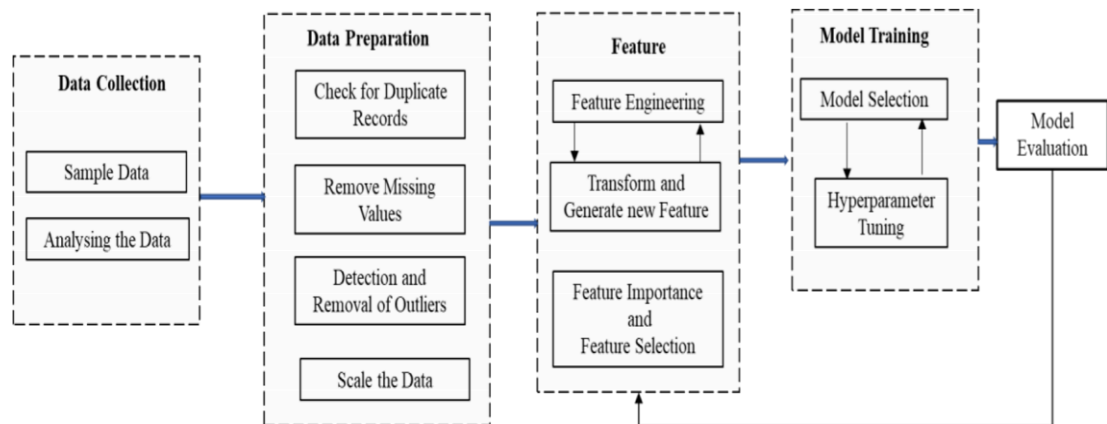 Data Collection
Sample Data
Analysing the Data
Data Preparation
Check for Duplicate
Records
Remove Missing
Values
Detection and
Removal of Outliers
Scale the Data
Feature
Feature Engineering
Transform and
Generate new Feature
Feature Importance
and
Feature Selection
Model Training
Model Selection
Hyperparameter
Tuning
Model
Evaluation